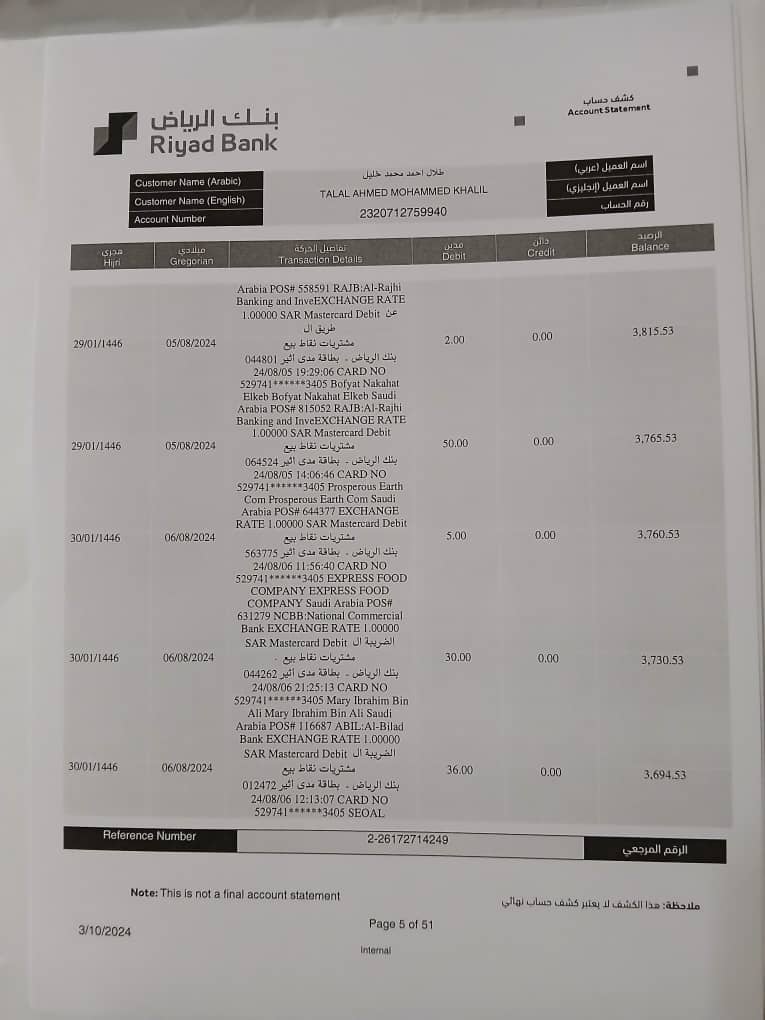 كشف حساب
Account Statement
بنك الرياض
Riyad Bank
Customer Name (Arabic) طلال احمد محمد خليل اسم العميل (عربي)
Customer Name (English) TALAL AHMED MOHAMMED KHALIL اسم العميل (إنجليزي)
Account Number 2320712759940 رقم الحساب
هجري ميلادي تفاصيل الحركة مدين دائن الرصيد
Hijri Gregorian Transaction Details Debit Credit Balance
Arabia POS# 558591 RAJB:Al-Rajhi
Banking and InveEXCHANGE RATE
1.00000 SAR Mastercard Debit عن
طريق ال
29/01/1446 05/08/2024 مشتريات نقاط بيع 2.00 0.00 3,815.53
بنك الرياض - بطاقة مدى أثير 044801
24/08/05 19:29:06 CARD NO
529741******3405 Bofyat Nakahat
Elkeb Bofyat Nakahat Elkeb Saudi
Arabia POS# 815052 RAJB:Al-Rajhi
Banking and InveEXCHANGE RATE
1.00000 SAR Mastercard Debit
29/01/1446 05/08/2024 مشتريات نقاط بيع 50.00 0.00 3,765.53
بنك الرياض - بطاقة مدى أثير 064524
24/08/05 14:06:46 CARD NO
529741******3405 Prosperous Earth
Com Prosperous Earth Com Saudi
Arabia POS# 644377 EXCHANGE
RATE 1.00000 SAR Mastercard Debit
30/01/1446 06/08/2024 مشتريات نقاط بيع 5.00 0.00 3,760.53
بنك الرياض - بطاقة مدى أثير 563775
24/08/06 11:56:40 CARD NO
529741******3405 EXPRESS FOOD
COMPANY EXPRESS FOOD
COMPANY Saudi Arabia POS#
631279 NCBB:National Commercial
Bank EXCHANGE RATE 1.00000
SAR Mastercard Debit الضريبة ال
30/01/1446 06/08/2024 مشتريات نقاط بيع 30.00 0.00 3,730.53
بنك الرياض - بطاقة مدى أثير 044262
24/08/06 21:25:13 CARD NO
529741******3405 Mary Ibrahim Bin
Ali Mary Ibrahim Bin Ali Saudi
Arabia POS# 116687 ABIL:Al-Bilad
Bank EXCHANGE RATE 1.00000
SAR Mastercard Debit الضريبة ال
30/01/1446 06/08/2024 مشتريات نقاط بيع 36.00 0.00 3,694.53
بنك الرياض - بطاقة مدى أثير 012472
24/08/06 12:13:07 CARD NO
529741******3405 SEOAL
Reference Number 2-26172714249 الرقم المرجعي
Note: This is not a final account statement ملاحظة: هذا الكشف لا يعتبر كشف حساب نهائي
3/10/2024 Page 5 of 51
Internal